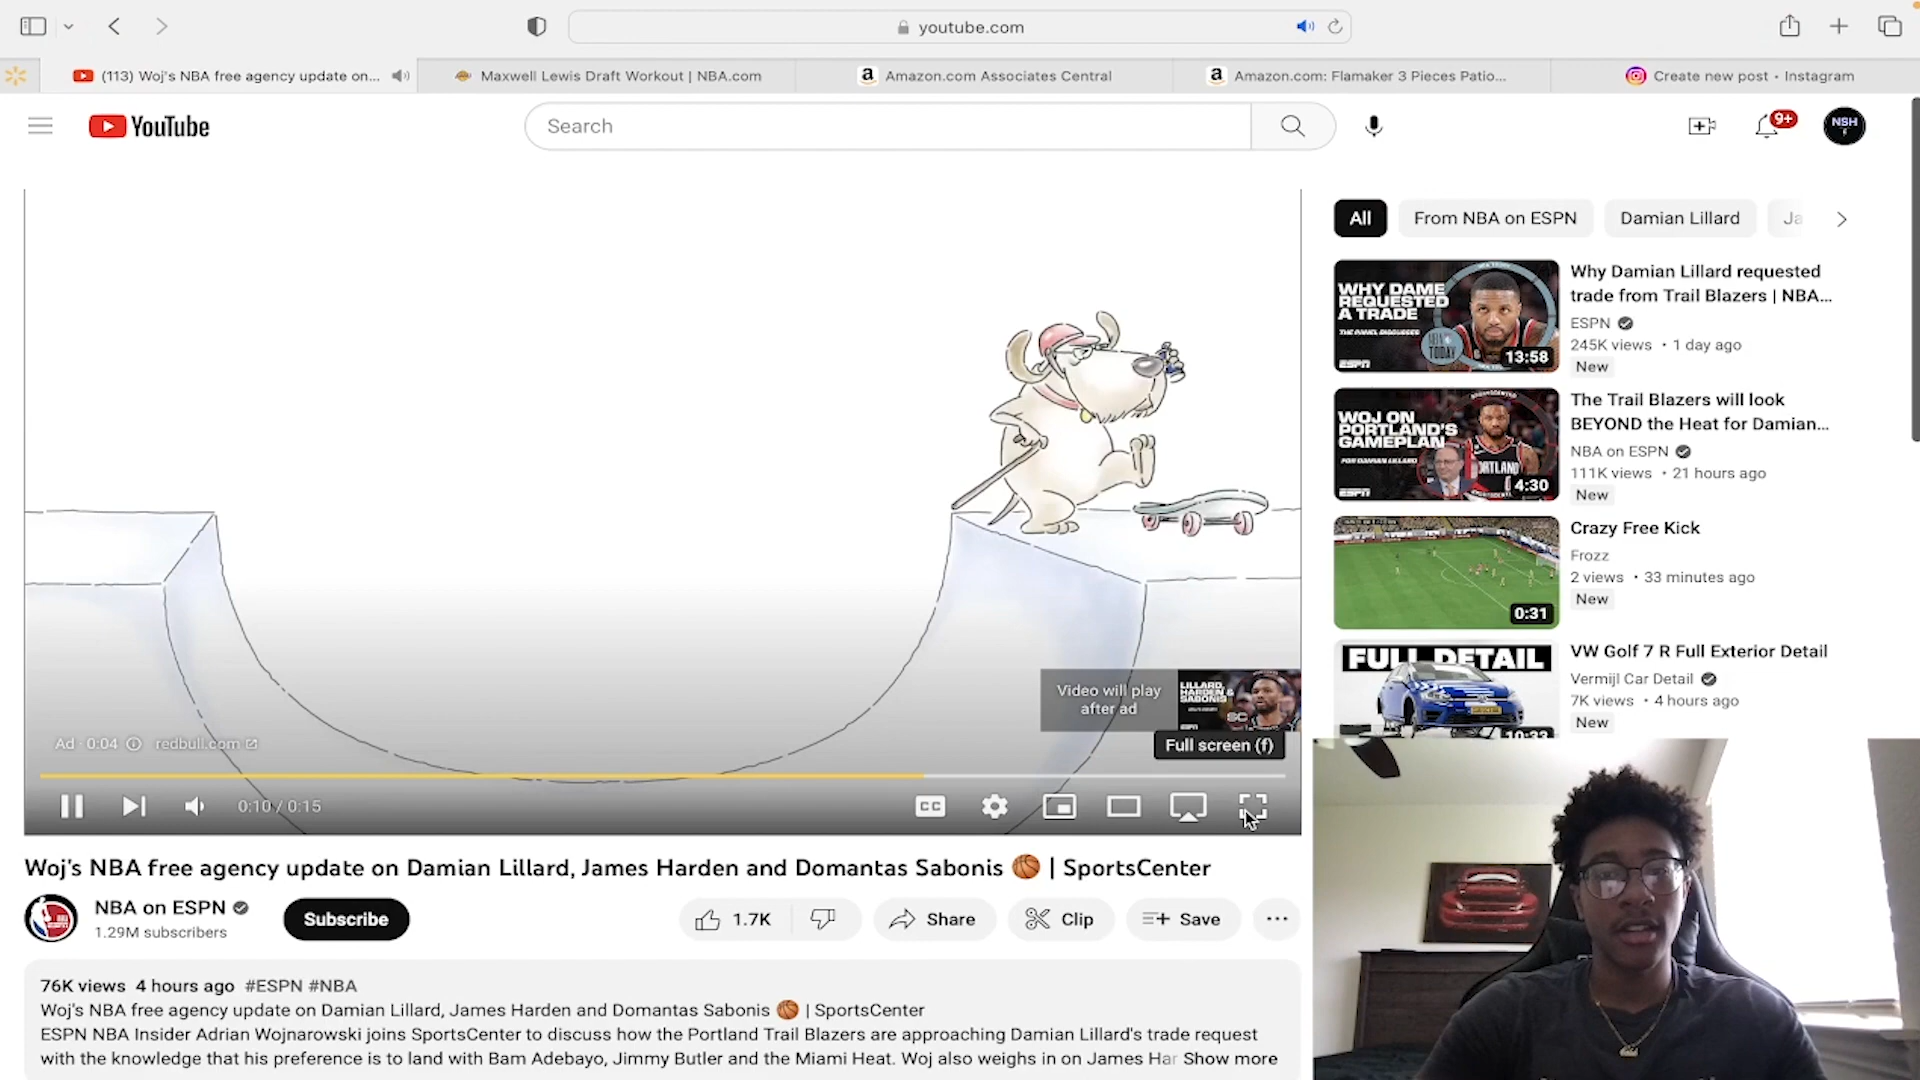 youtube.com
(113) Woj's NBA free agency update on...
Maxwell Lewis Draft Workout | NBA.com
a Amazon.com Associates Central
a Amazon.com: Flamaker 3 Pieces Patio...
Create new post • Instagram
YouTube
Search
9+
NSH
All
From NBA on ESPN
Damian Lillard
Ja
WHY DAME
REQUESTED
A TRADE
THE PANEL DISCUSSES
TODAY
ESPN
13:58
Why Damian Lillard requested
trade from Trail Blazers | NBA...
ESPN
245K views • 1 day ago
New
WOJ ON
PORTLAND'S
GAMEPLAN
FOR DAMIAN LILLARD
ESPN
4:30
The Trail Blazers will look
BEYOND the Heat for Damian...
NBA on ESPN
111K views • 21 hours ago
New
0:31
Crazy Free Kick
Frozz
2 views • 33 minutes ago
New
FULL DETAIL
10:33
VW Golf 7 R Full Exterior Detail
Vermijl Car Detail
7K views • 4 hours ago
New
Video will play
after ad
LILLARD,
HARDEN &
SABONIS
SC
ESPN
Full screen (f)
Ad · 0:04 redbull.com
0:10 / 0:15
CC
Woj's NBA free agency update on Damian Lillard, James Harden and Domantas Sabonis 🏀 | SportsCenter
NBA on ESPN
1.29M subscribers
Subscribe
1.7K
Share
Clip
Save
76K views 4 hours ago #ESPN #NBA
Woj's NBA free agency update on Damian Lillard, James Harden and Domantas Sabonis 🏀 | SportsCenter
ESPN NBA Insider Adrian Wojnarowski joins SportsCenter to discuss how the Portland Trail Blazers are approaching Damian Lillard's trade request
with the knowledge that his preference is to land with Bam Adebayo, Jimmy Butler and the Miami Heat. Woj also weighs in on James Har Show more